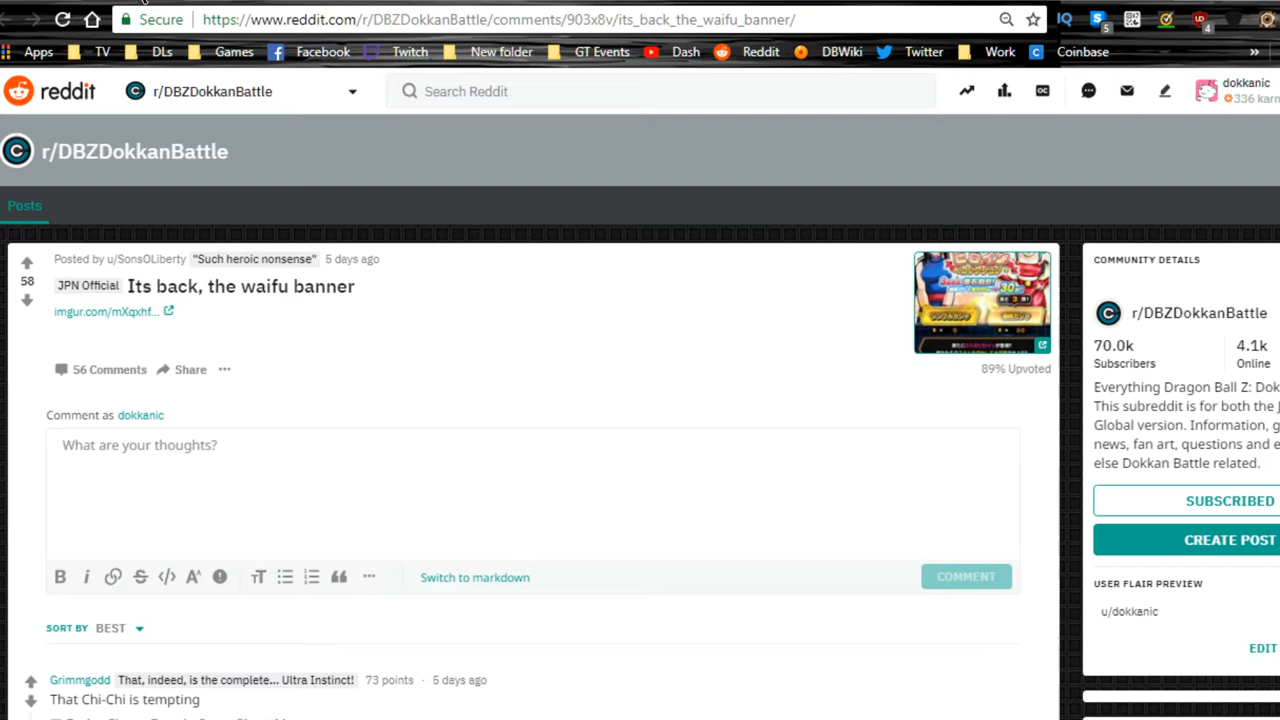 Secure https://www.reddit.com/r/DBZDokkanBattle/comments/903x8v/its_back_the_waifu_banner/
5
4
Apps TV DLs Games Facebook Twitch New folder GT Events Dash Reddit DBWiki Twitter Work Coinbase »
reddit r/DBZDokkanBattle Search Reddit dokkanic
336 karm
r/DBZDokkanBattle
Posts
Posted by u/SonsOLiberty "Such heroic nonsense" 5 days ago
58
JPN Official Its back, the waifu banner
imgur.com/mXqxhf...
56 Comments Share
89% Upvoted
Comment as dokkanic
What are your thoughts?
Switch to markdown
COMMENT
SORT BY BEST
Grimmgodd That, indeed, is the complete... Ultra Instinct! 73 points · 5 days ago
That Chi-Chi is tempting
COMMUNITY DETAILS
r/DBZDokkanBattle
70.0k 4.1k
Subscribers Online
Everything Dragon Ball Z: Dok
This subreddit is for both the J
Global version. Information, g
news, fan art, questions and e
else Dokkan Battle related.
SUBSCRIBED
CREATE POST
USER FLAIR PREVIEW
u/dokkanic
EDIT